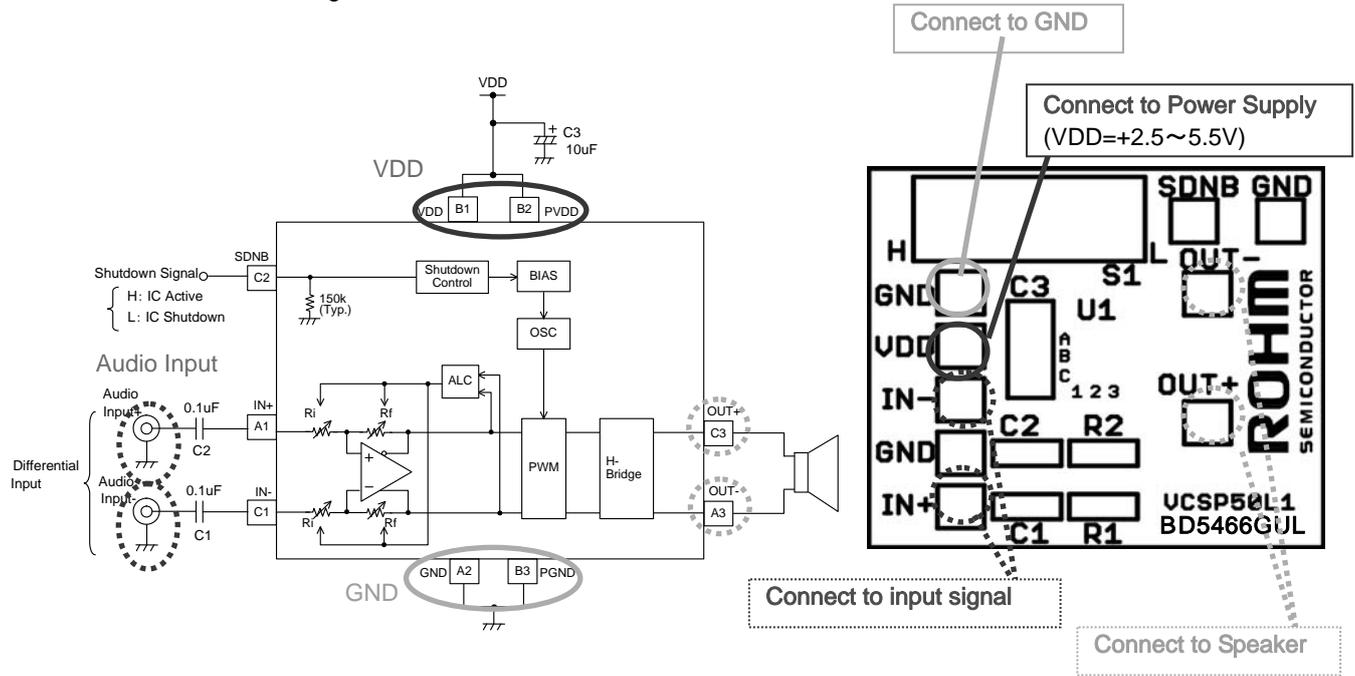 Connect to GND
Connect to Power Supply
(VDD=+2.5～5.5V)
VDD
C3
10uF
VDD
VDD B1 B2 PVDD
SDNB
Shutdown Signal C2
H: IC Active
L: IC Shutdown
150k
(Typ.)
Shutdown
Control
BIAS
OSC
Audio Input
ALC
Audio
Input+
0.1uF
IN+
A1
C2
Ri
Rf
+
−
Differential
Input
Audio
Input-
0.1uF
IN-
C1
C1
Ri
Rf
PWM
H-
Bridge
OUT+
C3
OUT-
A3
GND A2 B3 PGND
GND
SDNB GND
H L OUT-
S1
GND C3
U1
VDD
A
B
C
1 2 3
IN-
OUT+
C2 R2
GND
IN+
C1 R1
VCSP50L1
BD5466GUL
ROHM
SEMICONDUCTOR
Connect to input signal
Connect to Speaker